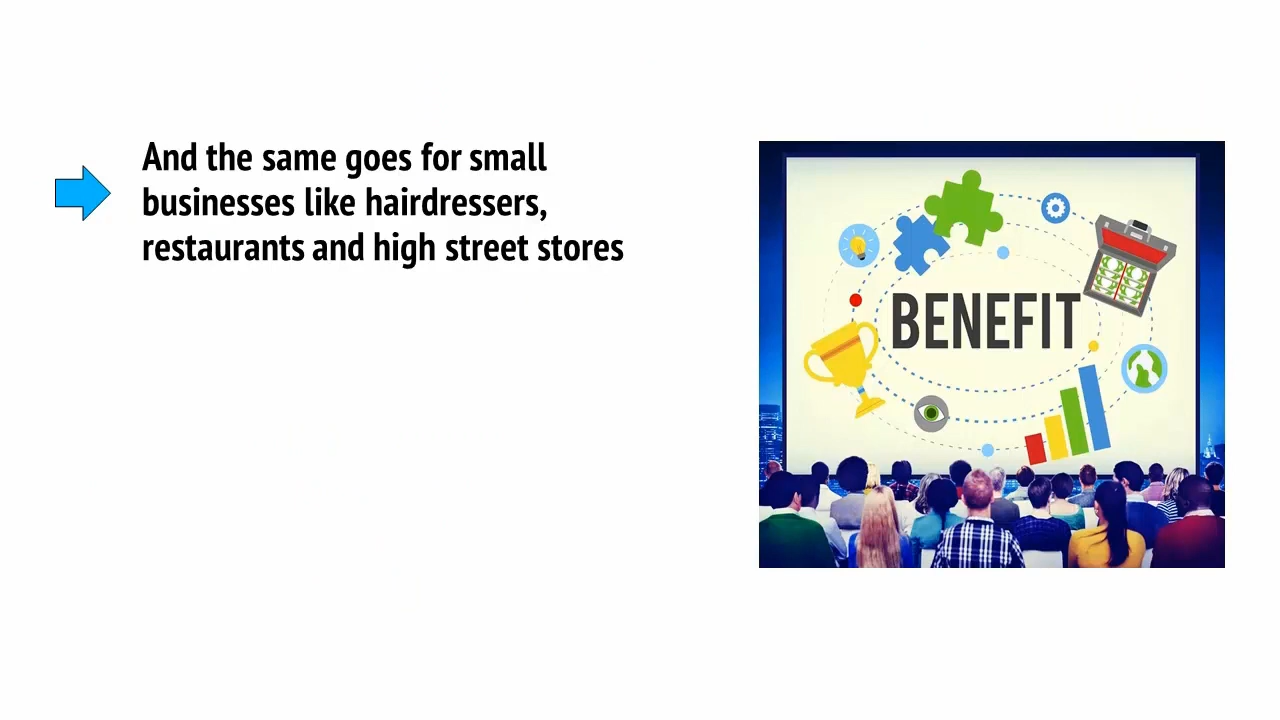 And the same goes for small
businesses like hairdressers,
restaurants and high street stores
BENEFIT